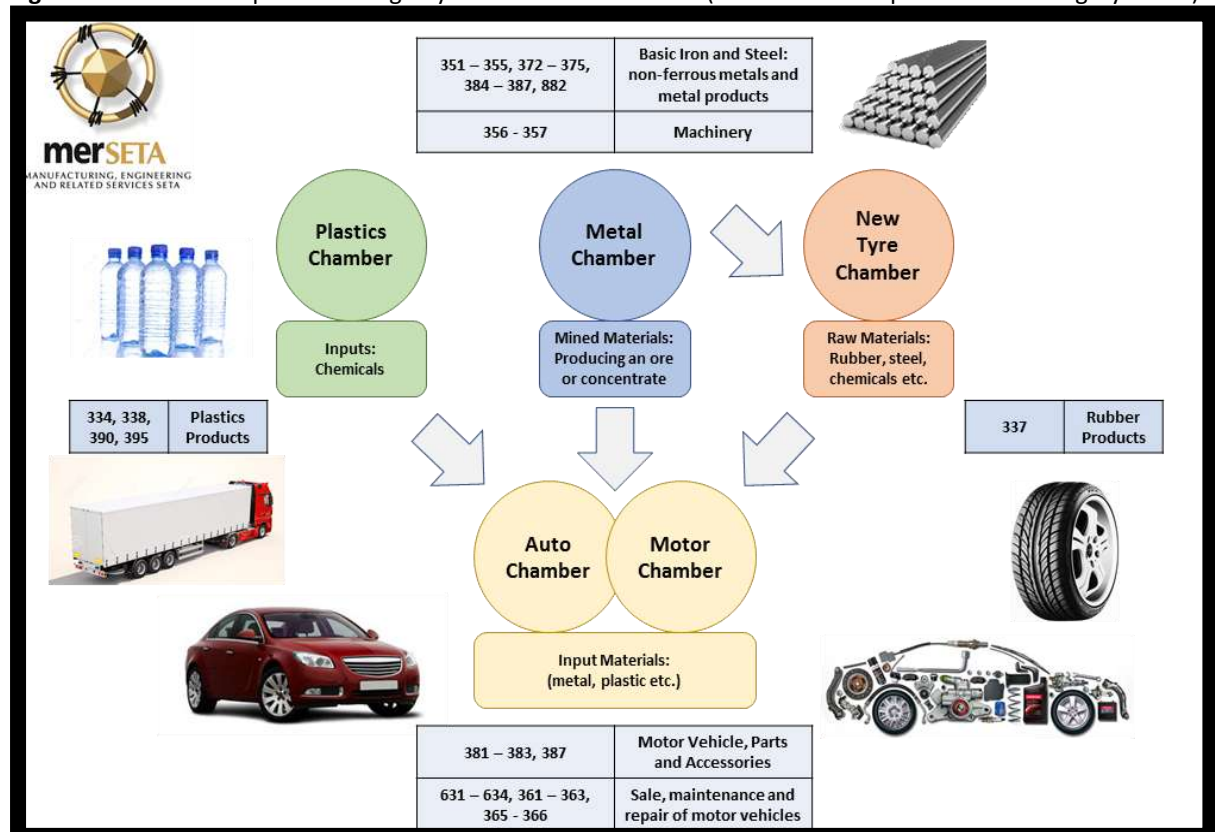 351 – 355, 372 – 375,
384 – 387, 882
Basic Iron and Steel:
non-ferrous metals and
metal products
356 - 357
Machinery
merSETA
MANUFACTURING, ENGINEERING
AND RELATED SERVICES SETA
Plastics
Chamber
Metal
Chamber
New
Tyre
Chamber
Inputs:
Chemicals
Mined Materials:
Producing an ore
or concentrate
Raw Materials:
Rubber, steel,
chemicals etc.
334, 338,
390, 395
Plastics
Products
337
Rubber
Products
Auto
Chamber
Motor
Chamber
Input Materials:
(metal, plastic etc.)
381 – 383, 387
Motor Vehicle, Parts
and Accessories
631 – 634, 361 – 363,
365 - 366
Sale, maintenance and
repair of motor vehicles